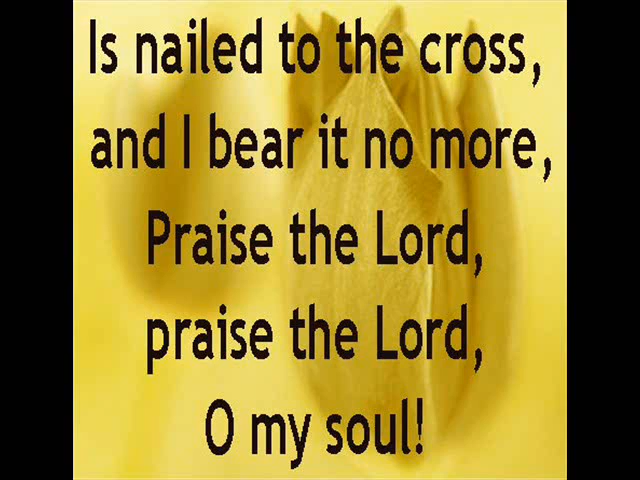 Is nailed to the cross,
and I bear it no more,
Praise the Lord,
praise the Lord,
O my soul!